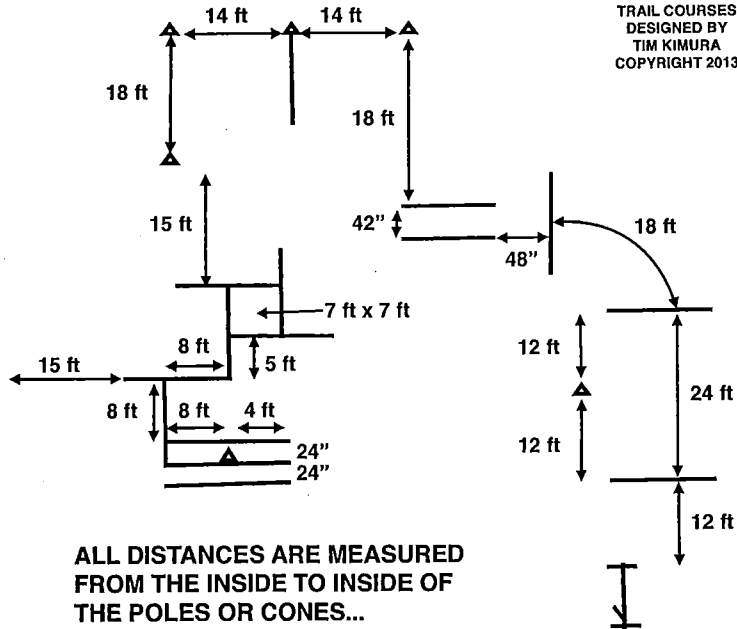 14 ft
14 ft
TRAIL COURSES
DESIGNED BY
TIM KIMURA
COPYRIGHT 2013
18 ft
18 ft
15 ft
42”
18 ft
48”
7 ft x 7 ft
8 ft
12 ft
15 ft
5 ft
24 ft
8 ft
8 ft
4 ft
12 ft
24”
24”
12 ft
ALL DISTANCES ARE MEASURED
FROM THE INSIDE TO INSIDE OF
THE POLES OR CONES...